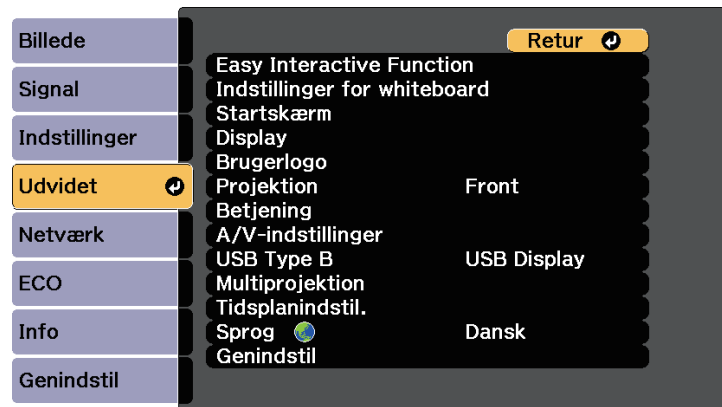 Billede
Signal
Indstillinger
Udvidet
Netværk
ECO
Info
Genindstil
Retur
Easy Interactive Function
Indstillinger for whiteboard
Startskærm
Display
Brugerlogo
Projektion Front
Betjening
A/V-indstillinger
USB Type B USB Display
Multiprojektion
Tidsplanindstil.
Sprog Dansk
Genindstil